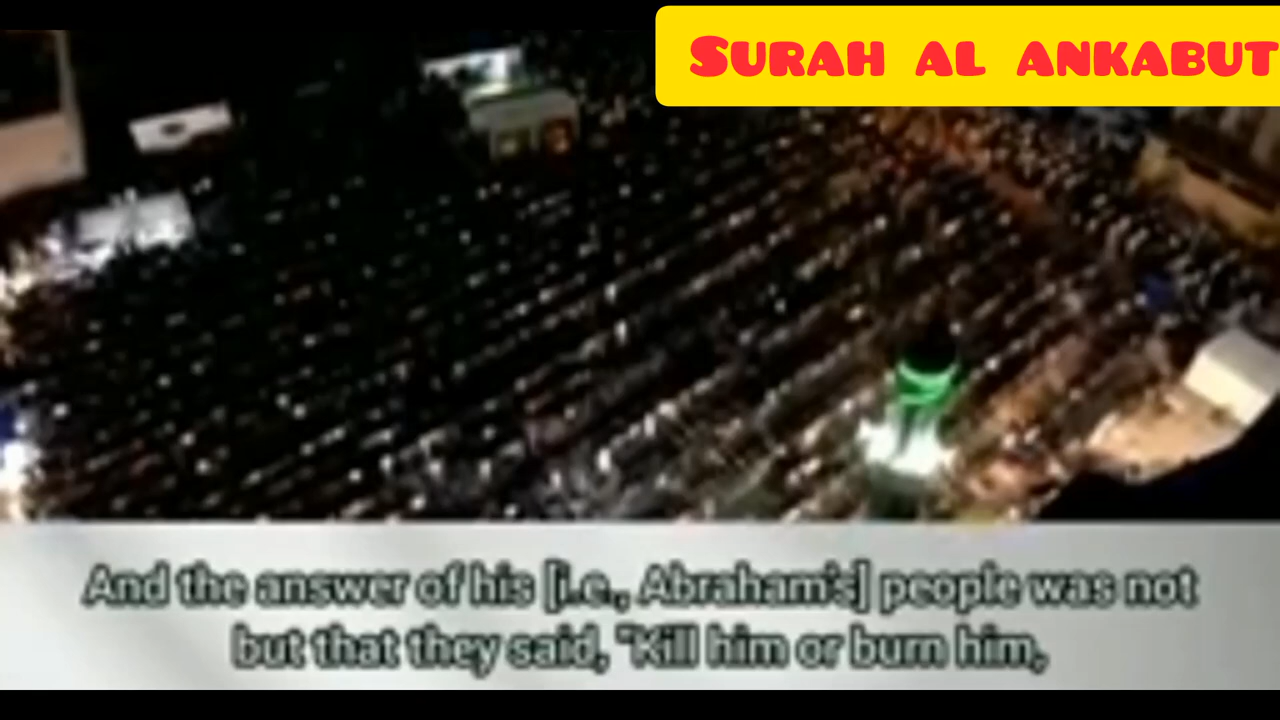 SURAH AL ANKABUT
And the answer of his [i.e., Abraham's] people was not
but that they said, "Kill him or burn him,